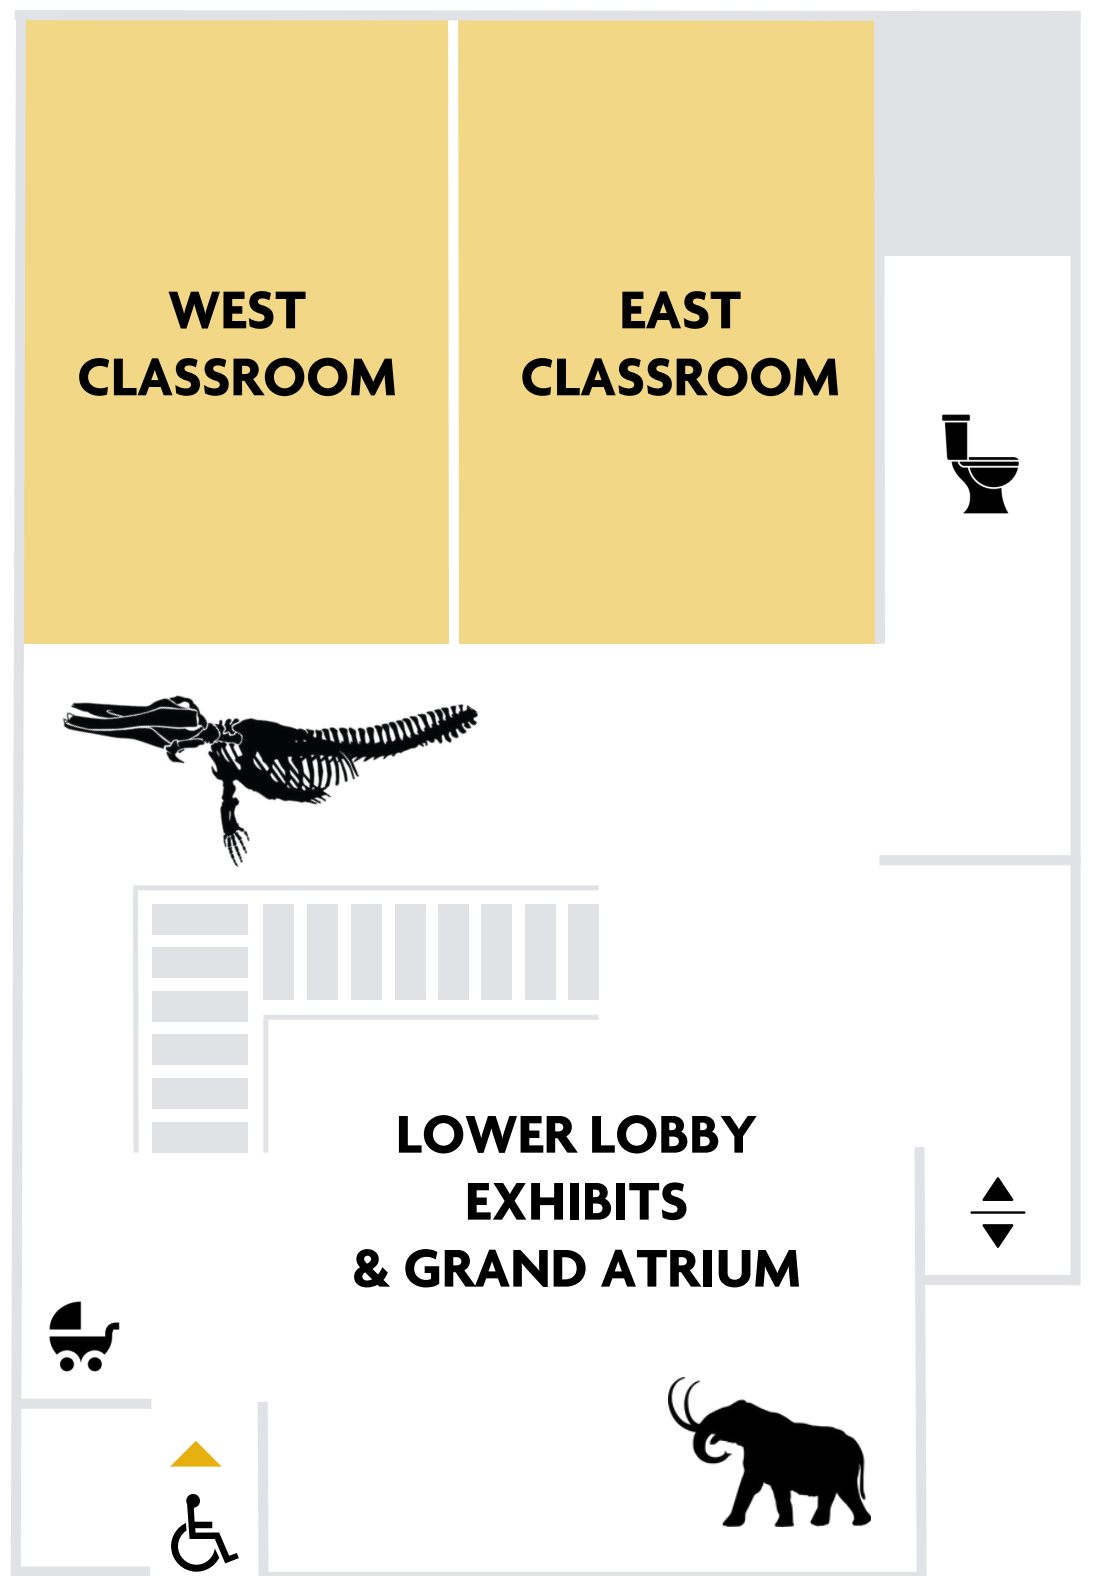 WEST
CLASSROOM
EAST
CLASSROOM
LOWER LOBBY
EXHIBITS
& GRAND ATRIUM